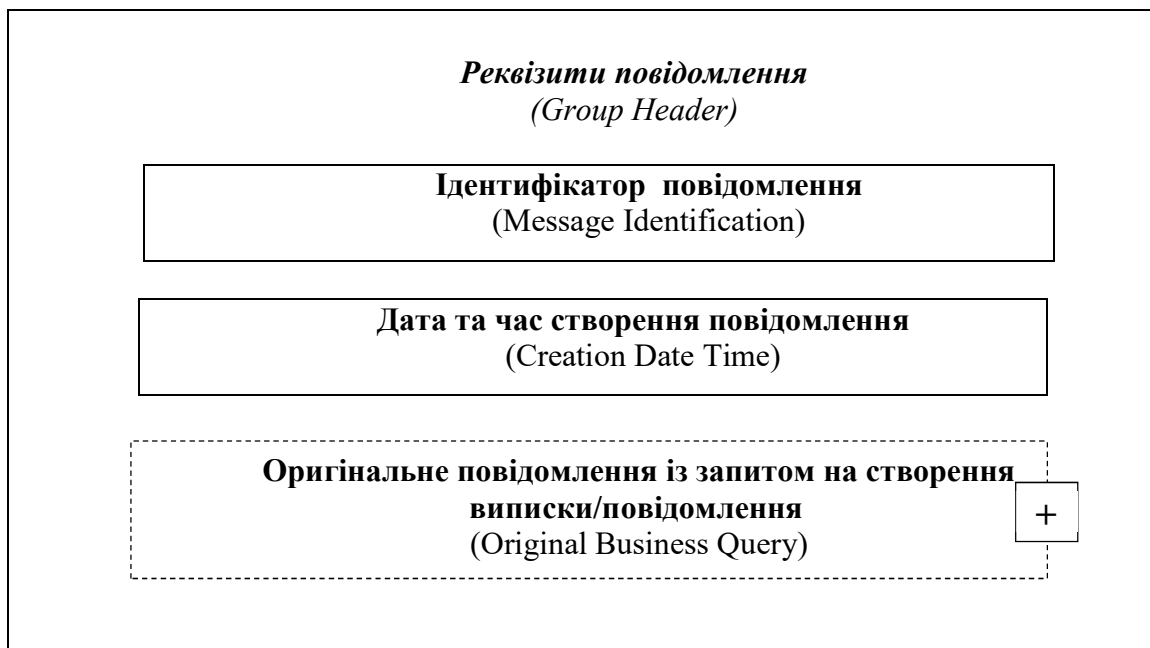 Реквізити повідомлення
(Group Header)
Ідентифікатор повідомлення
(Message Identification)
Дата та час створення повідомлення
(Creation Date Time)
Оригінальне повідомлення із запитом на створення
виписки/повідомлення
+
(Original Business Query)